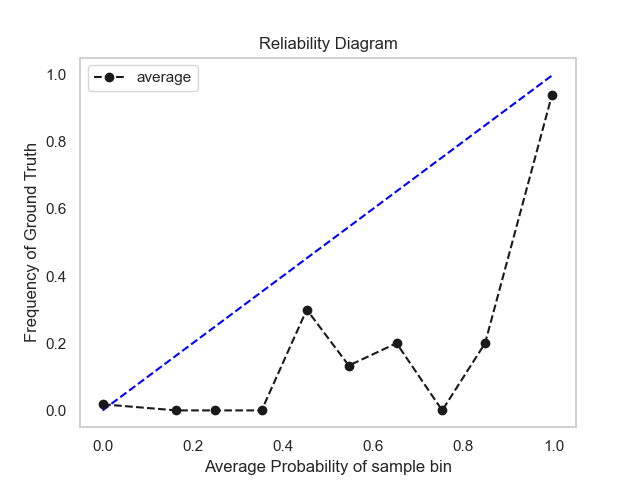 Reliability Diagram
average
Frequency of Ground Truth
1.0
0.8
0.6
0.4
0.2
0.0
0.0 0.2 0.4 0.6 0.8 1.0
Average Probability of sample bin